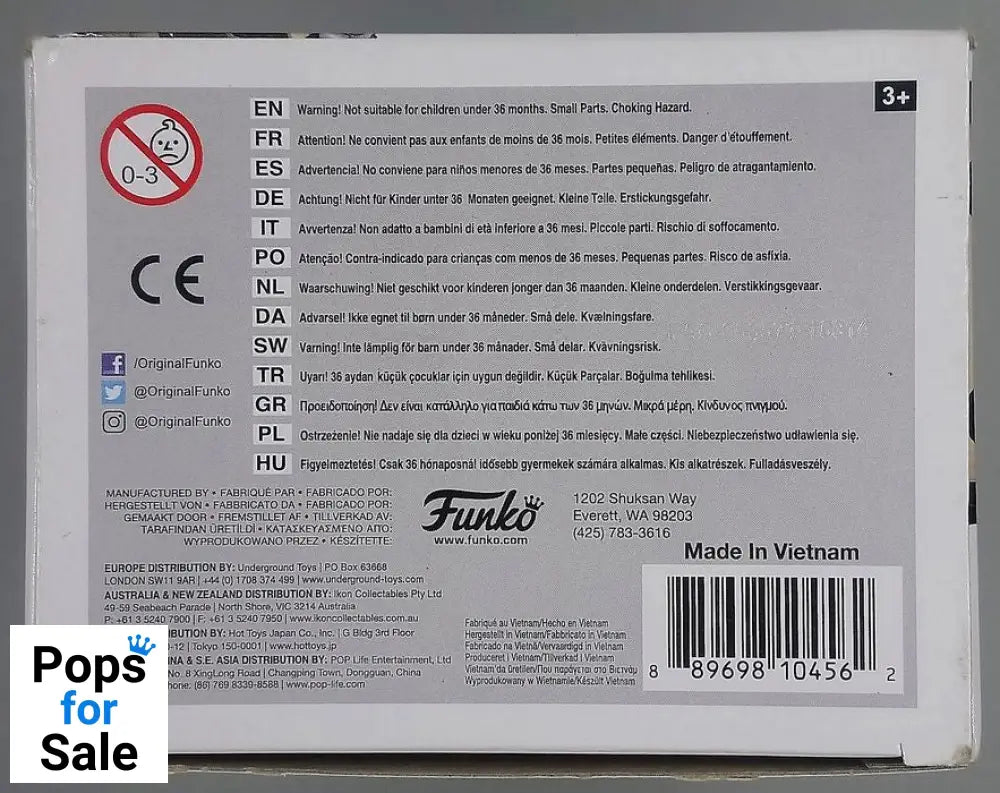 3+
0-3
EN Warning! Not suitable for children under 36 months. Small Parts. Choking Hazard.
FR Attention! Ne convient pas aux enfants de moins de 36 mois. Petites éléments. Danger d'étouffement.
ES Advertencia! No conviene para niños menores de 36 meses. Partes pequeñas. Peligro de atragantamiento.
DE Achtung! Nicht für Kinder unter 36 Monaten geeignet. Kleine Teile. Erstickungsgefahr.
IT Avvertenza! Non adatto a bambini di età inferiore a 36 mesi. Piccole parti. Rischio di soffocamento.
PO Atenção! Contra-indicado para crianças com menos de 36 meses. Pequenas partes. Risco de asfixia.
NL Waarschuwing! Niet geschikt voor kinderen jonger dan 36 maanden. Kleine onderdelen. Verstikkingsgevaar.
DA Advarsel! Ikke egnet til børn under 36 måneder. Små dele. Kvælningsfare.
SW Varning! Inte lämplig för barn under 36 månader. Små delar. Kvävningsrisk.
TR Uyarı! 36 aydan küçük çocuklar için uygun değildir. Küçük Parçalar. Boğulma tehlikesi.
GR Προειδοποίηση! Δεν είναι κατάλληλο για παιδιά κάτω των 36 μηνών. Μικρά μέρη. Κίνδυνος πνιγμού.
PL Ostrzeżenie! Nie nadaje się dla dzieci w wieku poniżej 36 miesięcy. Małe części. Niebezpieczeństwo udławienia się.
HU Figyelmeztetés! Csak 36 hónaposnál idősebb gyermekek számára alkalmas. Kis alkatrészek. Fulladásveszély.
CE
/OriginalFunko
@OriginalFunko
@OriginalFunko
MANUFACTURED BY • FABRIQUÉ PAR • FABRICADO POR:
HERGESTELLT VON • FABBRICATO DA • FABRICADO POR:
GEMAAKT DOOR • FREMSTILLET AF • TILLVERKAD AV:
TARAFINDAN ÜRETİLDİ • ΚΑΤΑΣΚΕΥΑΣΜΕΝΟ ΑΠΟ:
WYPRODUKOWANO PRZEZ • KÉSZÍTETTE:
Funko
www.funko.com
1202 Shuksan Way
Everett, WA 98203
(425) 783-3616
EUROPE DISTRIBUTION BY: Underground Toys | PO Box 63668
LONDON SW11 9AR | +44 (0) 1708 374 499 | www.underground-toys.com
AUSTRALIA & NEW ZEALAND DISTRIBUTION BY: Ikon Collectables Pty Ltd
49-59 Seabeach Parade | North Shore, VIC 3214 Australia
P: +61 3 5240 7900 | F: +61 3 5240 7950 | www.ikoncollectables.com.au
IBUTION BY: Hot Toys Japan Co., Inc. | G Bldg 3rd Floor
0-12 | Tokyo 150-0001 | www.hottoys.jp
INA & S.E. ASIA DISTRIBUTION BY: POP Life Entertainment, Ltd
No. 8 XingLong Road | Changping Town, Dongguan, China
hone: (86) 769 8339-8588 | www.pop-life.com
Made In Vietnam
Fabriqué au Vietnam/Hecho en Vietnam
Hergestellt in Vietnam/Fabbricato in Vietnam
Fabricado na Vietnã/Vervaardigd in Vietnam
Produceret i Vietnam/Tillverkad i Vietnam
Vietnam'da Üretilen/Που παράγεται στο Βιετνάμ
Wyprodukowany w Wietnamie/Készült Vietnam
8 89698 10456 2
Pops
for
Sale